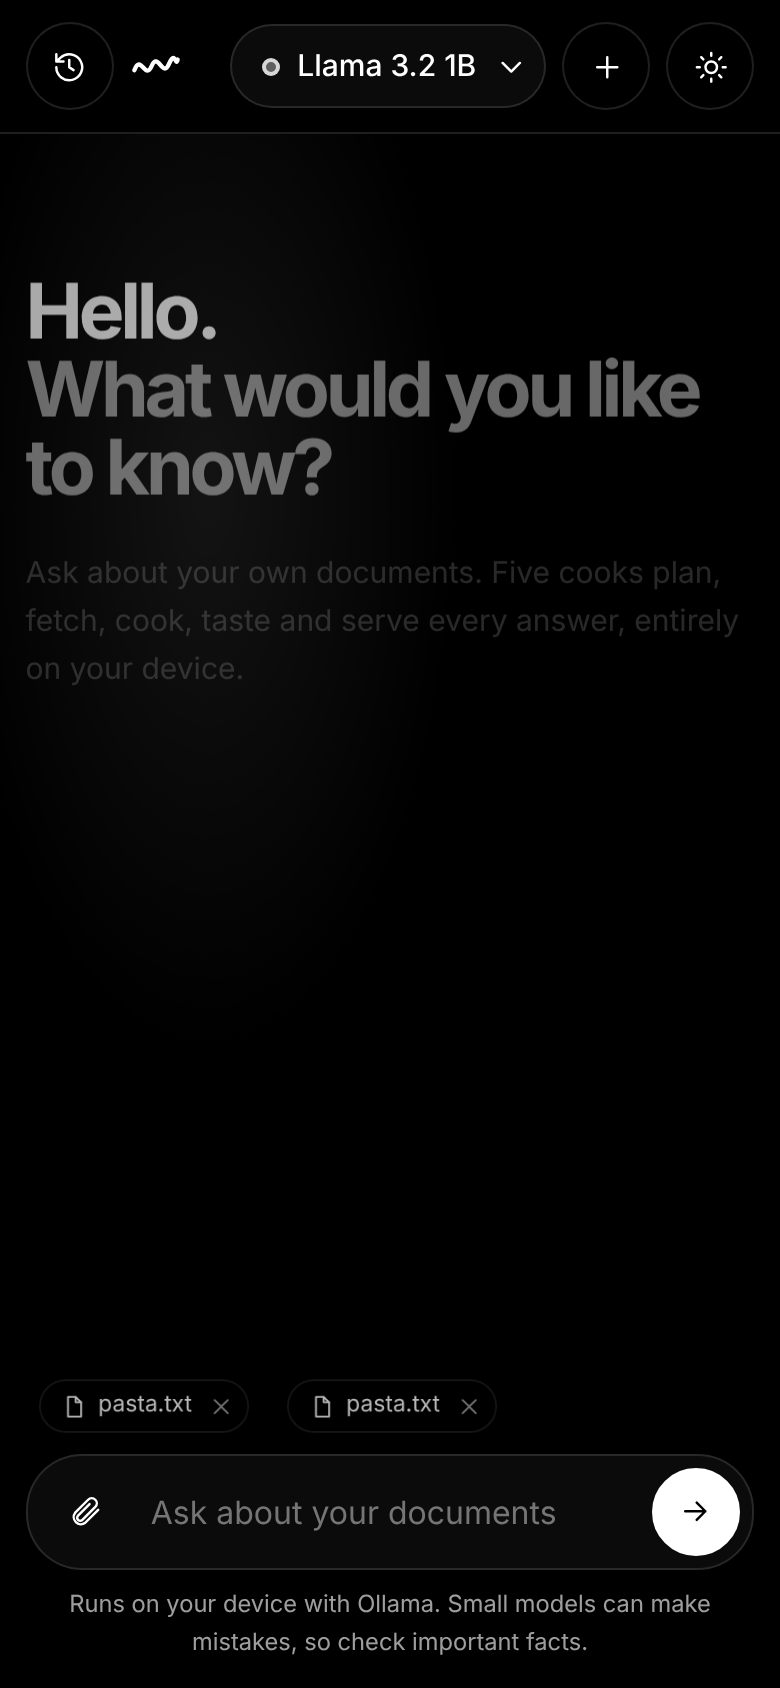 Llama 3.2 1B
Hello.
What would you like
to know?
Ask about your own documents. Five cooks plan,
fetch, cook, taste and serve every answer, entirely
on your device.
pasta.txt
pasta.txt
Ask about your documents
Runs on your device with Ollama. Small models can make
mistakes, so check important facts.